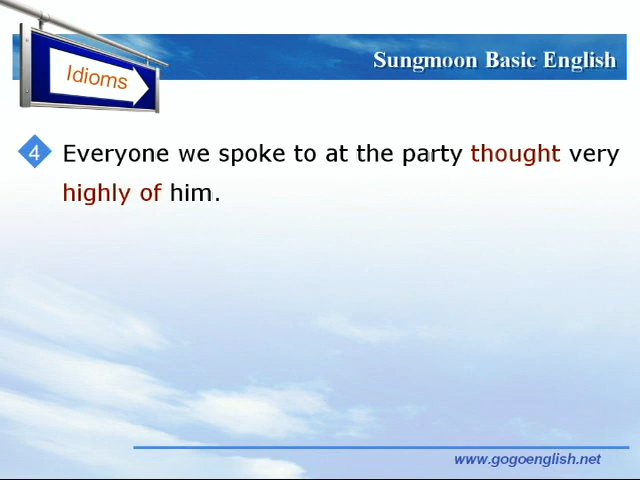 Idioms
Sungmoon Basic English
4 Everyone we spoke to at the party thought very
highly of him.
www.gogoenglish.net